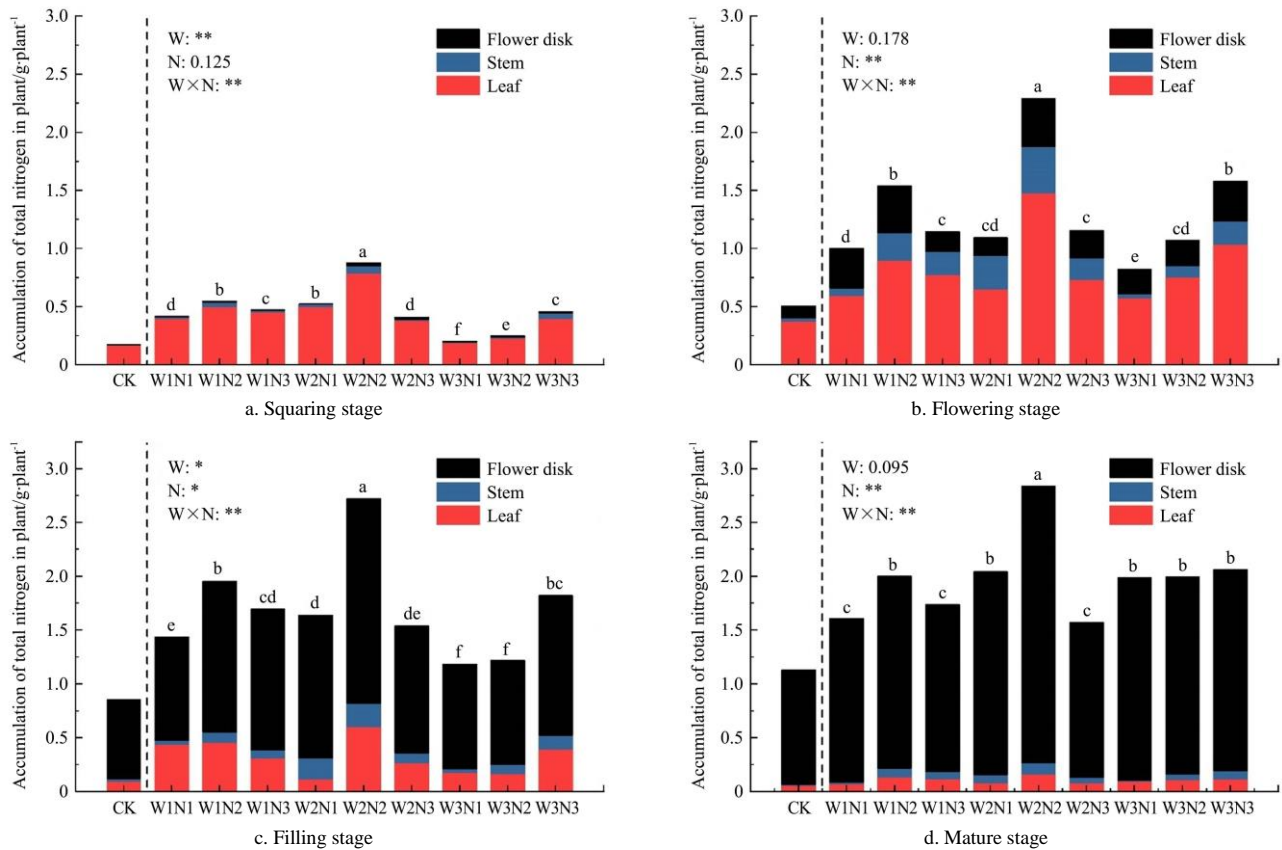 Accumulation of total nitrogen in plant/g·plant⁻¹
3.0
2.5
2.0
1.5
1.0
0.5
0
W: **
N: 0.125
W×N: **
Flower disk
Stem
Leaf
d b c b a d f e c
CK W1N1 W1N2 W1N3 W2N1 W2N2 W2N3 W3N1 W3N2 W3N3
a. Squaring stage
Accumulation of total nitrogen in plant/g·plant⁻¹
3.0
2.5
2.0
1.5
1.0
0.5
0
W: 0.178
N: **
W×N: **
Flower disk
Stem
Leaf
d b c cd a c e cd b
CK W1N1 W1N2 W1N3 W2N1 W2N2 W2N3 W3N1 W3N2 W3N3
b. Flowering stage
Accumulation of total nitrogen in plant/g·plant⁻¹
3.0
2.5
2.0
1.5
1.0
0.5
0
W: *
N: *
W×N: **
Flower disk
Stem
Leaf
e b cd d a de f f bc
CK W1N1 W1N2 W1N3 W2N1 W2N2 W2N3 W3N1 W3N2 W3N3
c. Filling stage
Accumulation of total nitrogen in plant/g·plant⁻¹
3.0
2.5
2.0
1.5
1.0
0.5
0
W: 0.095
N: **
W×N: **
Flower disk
Stem
Leaf
c b c b a c b b b
CK W1N1 W1N2 W1N3 W2N1 W2N2 W2N3 W3N1 W3N2 W3N3
d. Mature stage